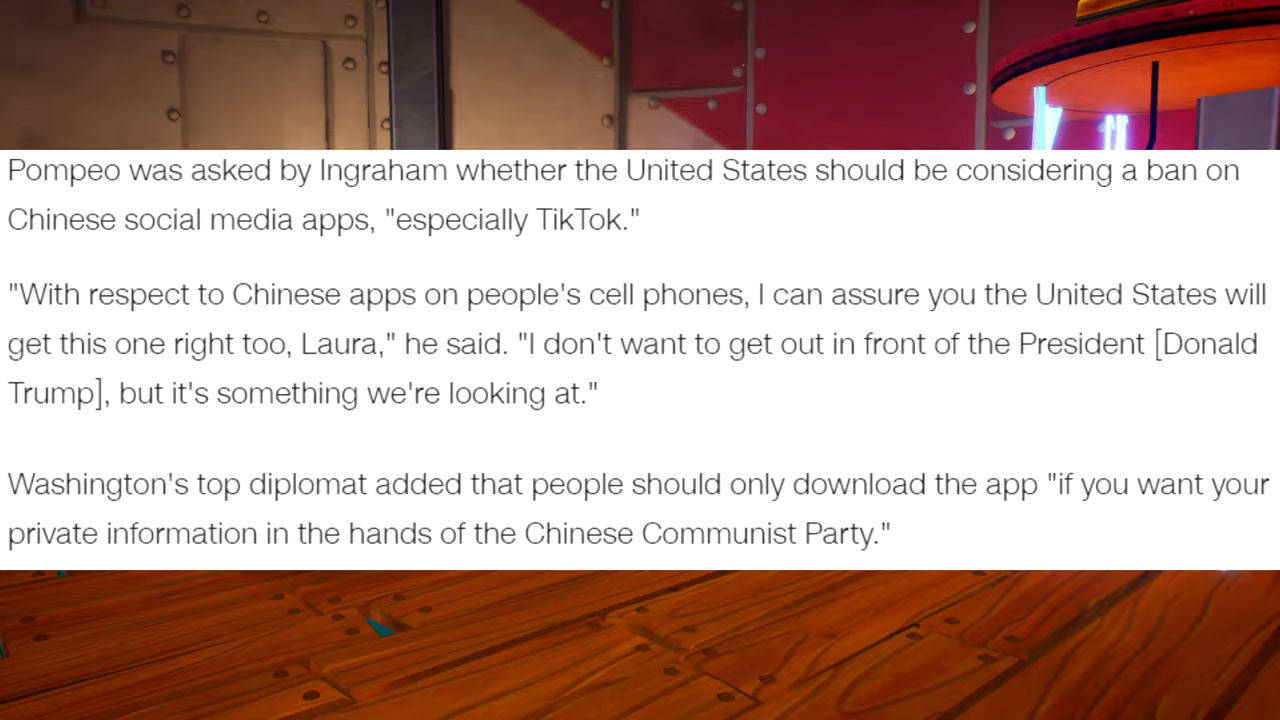 Pompeo was asked by Ingraham whether the United States should be considering a ban on
Chinese social media apps, "especially TikTok."
"With respect to Chinese apps on people's cell phones, I can assure you the United States will
get this one right too, Laura," he said. "I don't want to get out in front of the President [Donald
Trump], but it's something we're looking at."
Washington's top diplomat added that people should only download the app "if you want your
private information in the hands of the Chinese Communist Party."